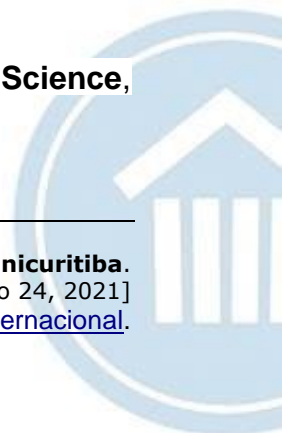 Science,
nicuritiba.
o 24, 2021]
ernacional.